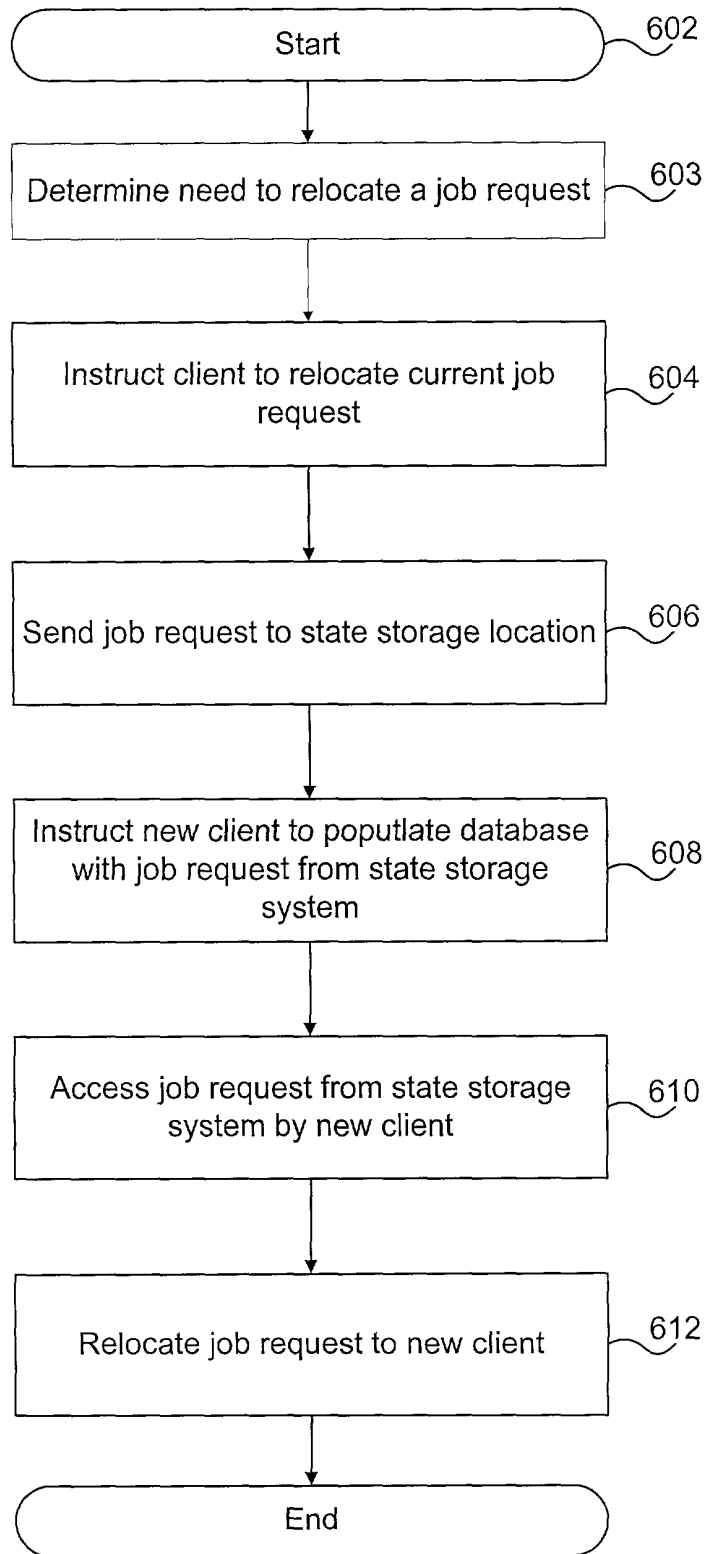 Start
602
Determine need to relocate a job request
603
Instruct client to relocate current job
request
604
Send job request to state storage location
606
Instruct new client to poputlate database
with job request from state storage
system
608
Access job request from state storage
system by new client
610
Relocate job request to new client
612
End